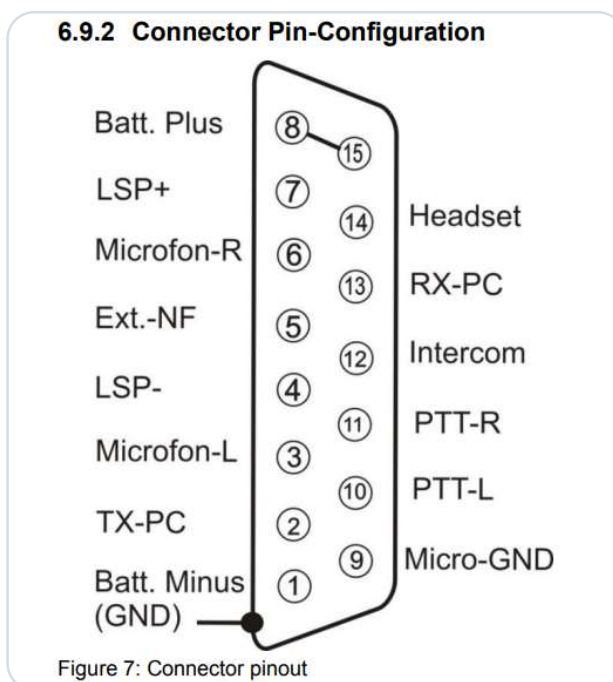 6.9.2 Connector Pin-Configuration
Batt. Plus
8
15
LSP+
7
14
Headset
Microfon-R
6
13
RX-PC
Ext.-NF
5
12
Intercom
LSP-
4
11
PTT-R
Microfon-L
3
10
PTT-L
TX-PC
2
9
Micro-GND
Batt. Minus
(GND)
1
Figure 7: Connector pinout